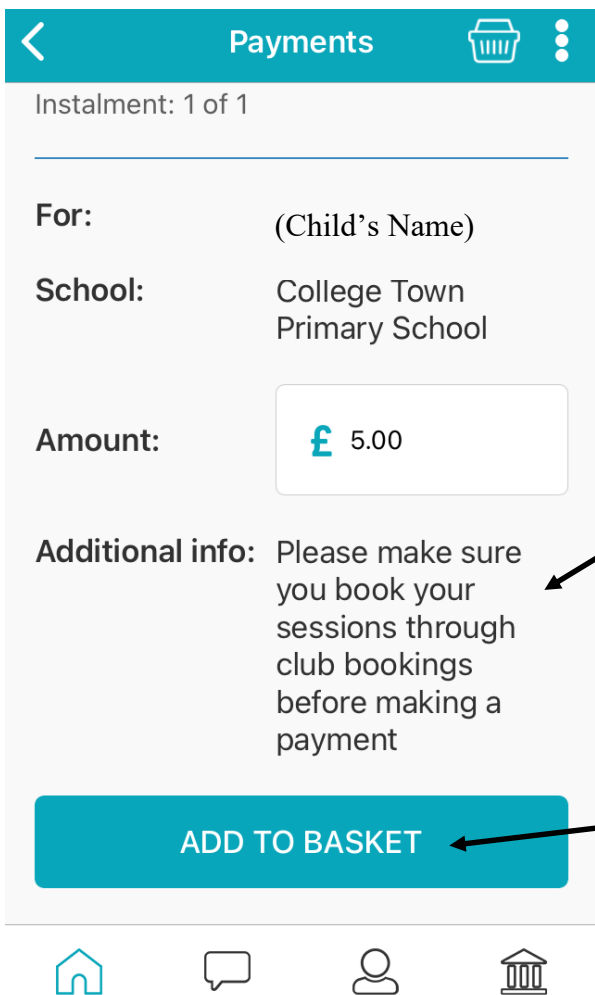 Payments
Instalment: 1 of 1
For: (Child's Name)
School: College Town
Primary School
Amount: £ 5.00
Additional info: Please make sure
you book your
sessions through
club bookings
before making a
payment
ADD TO BASKET